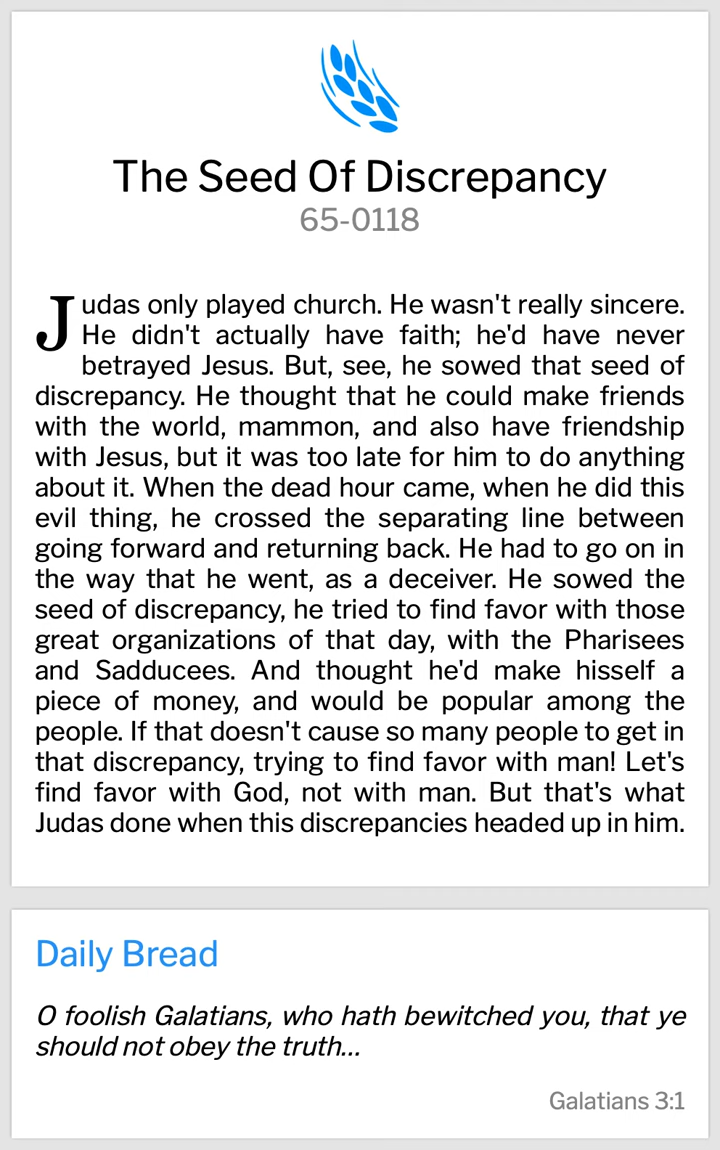 The Seed Of Discrepancy
65-0118
Judas only played church. He wasn't really sincere.
He didn't actually have faith; he'd have never
betrayed Jesus. But, see, he sowed that seed of
discrepancy. He thought that he could make friends
with the world, mammon, and also have friendship
with Jesus, but it was too late for him to do anything
about it. When the dead hour came, when he did this
evil thing, he crossed the separating line between
going forward and returning back. He had to go on in
the way that he went, as a deceiver. He sowed the
seed of discrepancy, he tried to find favor with those
great organizations of that day, with the Pharisees
and Sadducees. And thought he'd make hisself a
piece of money, and would be popular among the
people. If that doesn't cause so many people to get in
that discrepancy, trying to find favor with man! Let's
find favor with God, not with man. But that's what
Judas done when this discrepancies headed up in him.
Daily Bread
O foolish Galatians, who hath bewitched you, that ye
should not obey the truth...
Galatians 3:1